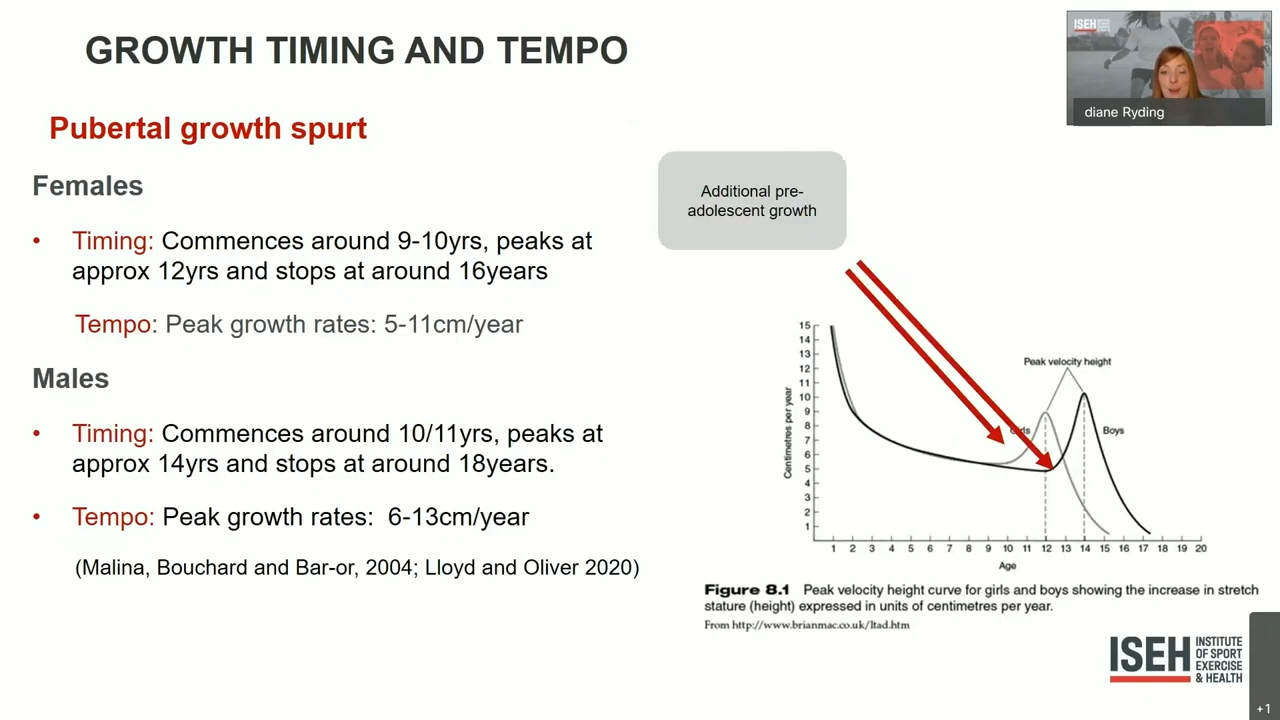 GROWTH TIMING AND TEMPO
ISEH
diane Ryding
Pubertal growth spurt
Females
• Timing: Commences around 9-10yrs, peaks at
approx 12yrs and stops at around 16years
Tempo: Peak growth rates: 5-11cm/year
Males
• Timing: Commences around 10/11yrs, peaks at
approx 14yrs and stops at around 18years.
• Tempo: Peak growth rates: 6-13cm/year
(Malina, Bouchard and Bar-or, 2004; Lloyd and Oliver 2020)
Additional pre-
adolescent growth
Centimetres per year
15
14
13
12
11
10
9
8
7
6
5
4
3
2
1
Peak velocity height
Boys
1 2 3 4 5 6 7 8 9 10 11 12 13 14 15 16 17 18 19 20
Age
Figure 8.1 Peak velocity height curve for girls and boys showing the increase in stretch
stature (height) expressed in units of centimetres per year.
From http://www.brianmac.co.uk/ltad.htm
ISEH
INSTITUTE
OF SPORT
EXERCISE
& HEALTH
+1